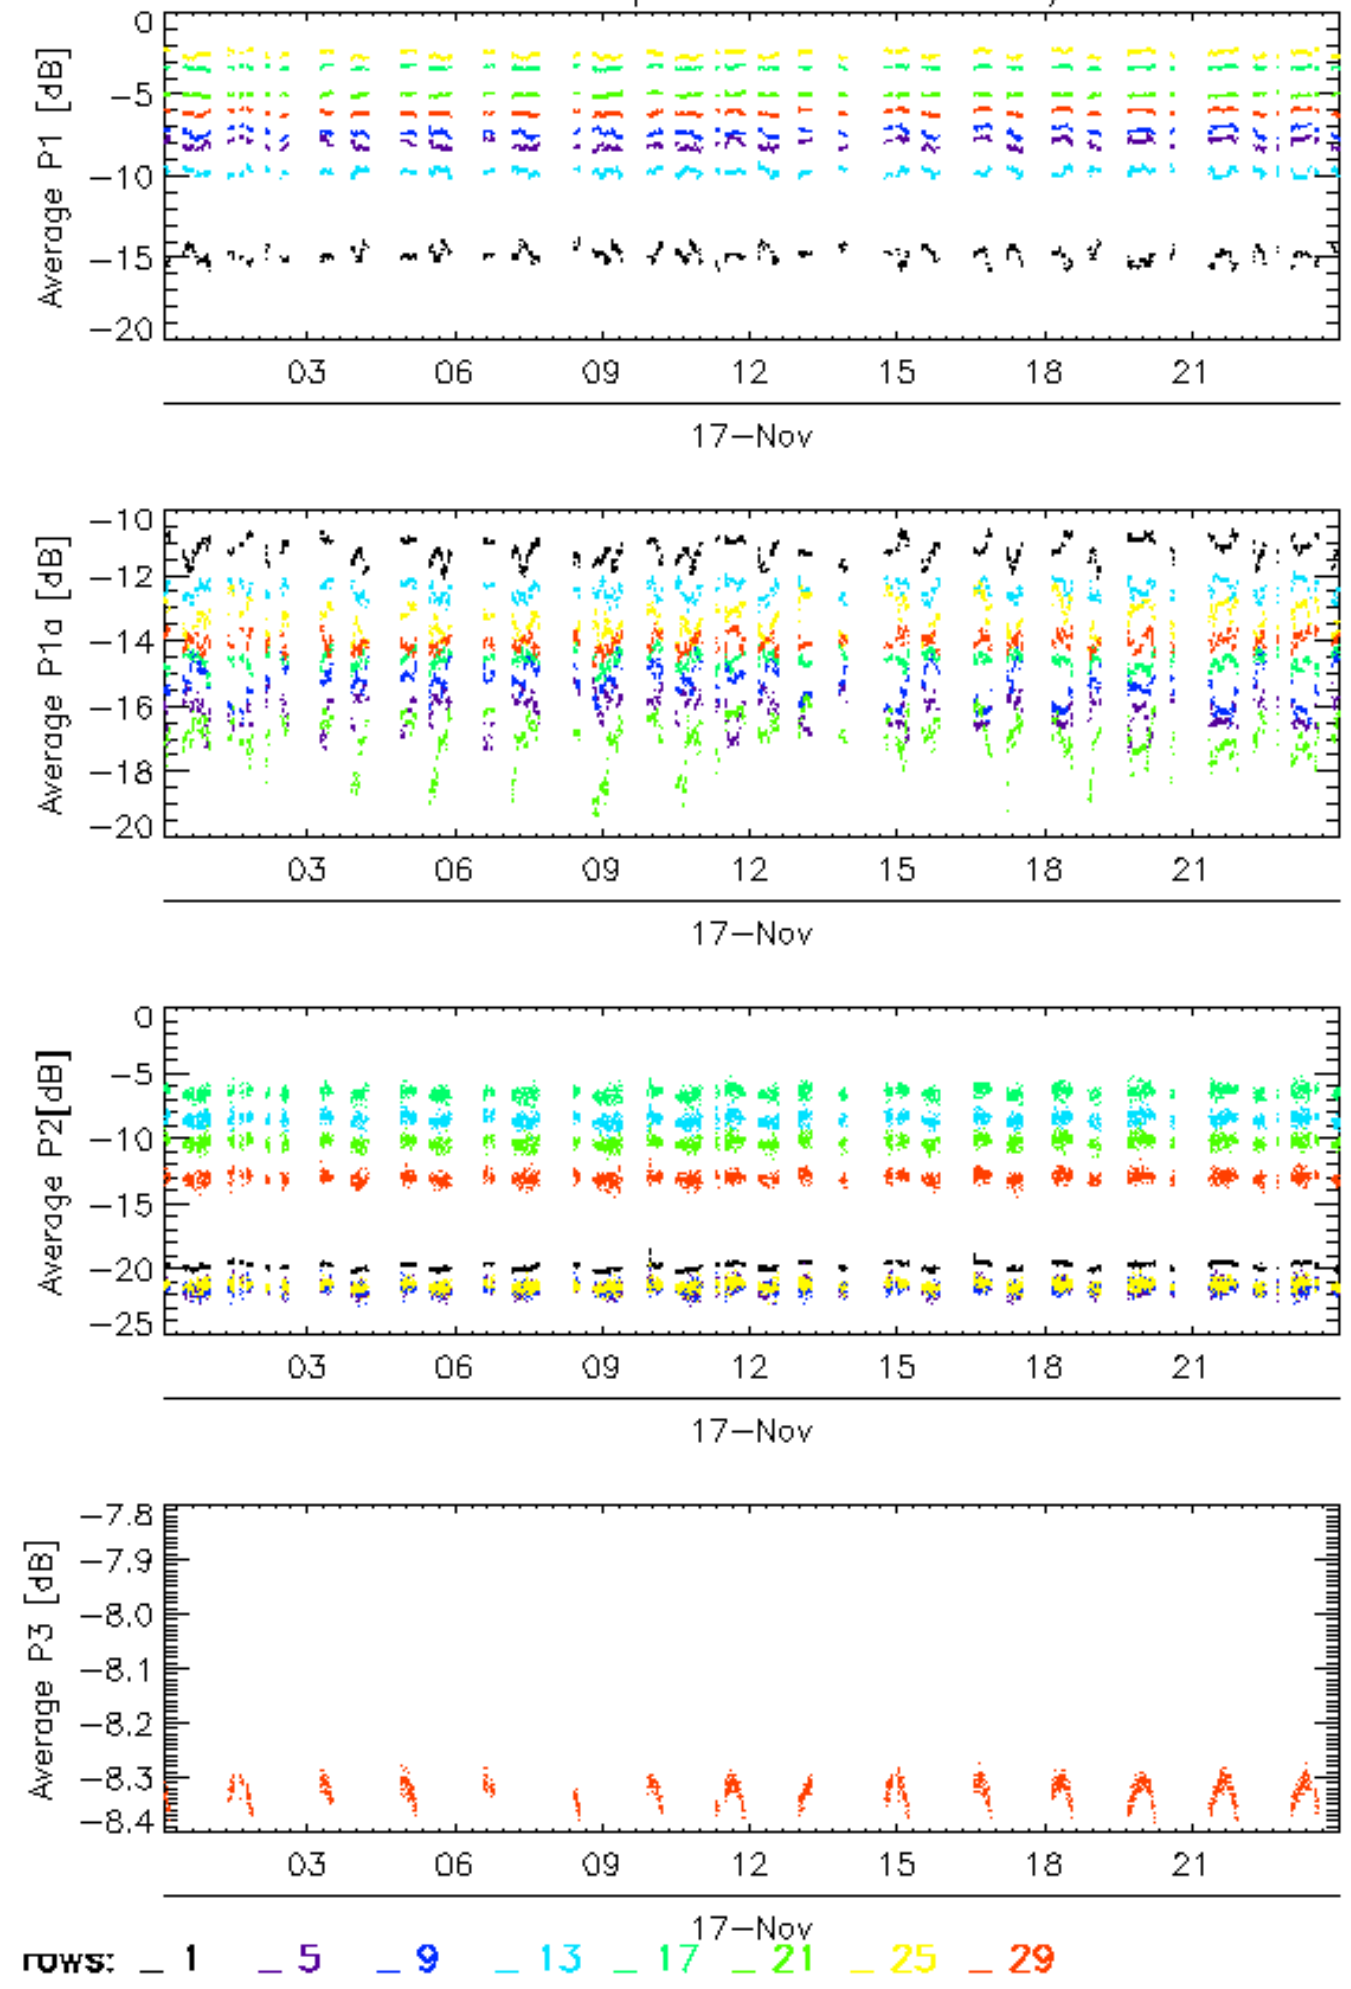 0
Average P1 [dB]
−5
−10
−15
−20
03 06 09 12 15 18 21
17−Nov
−10
Average P1a [dB]
−12
−14
−16
−18
−20
03 06 09 12 15 18 21
17−Nov
0
Average P2[dB]
−5
−10
−15
−20
−25
03 06 09 12 15 18 21
17−Nov
−7.8
Average P3 [dB]
−7.9
−8.0
−8.1
−8.2
−8.3
−8.4
03 06 09 12 15 18 21
17−Nov
rows: _ 1 _ 5 _ 9 _ 13 _ 17 _ 21 _ 25 _ 29